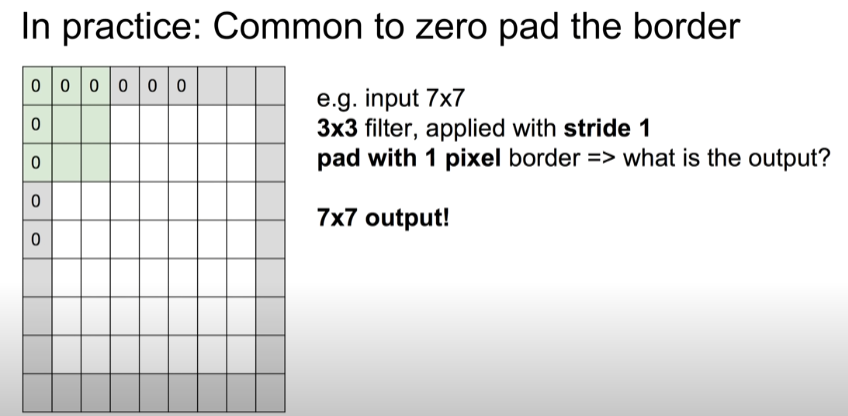 In practice: Common to zero pad the border
0 0 0 0 0 0
0
0
0
0
e.g. input 7x7
3x3 filter, applied with stride 1
pad with 1 pixel border => what is the output?
7x7 output!